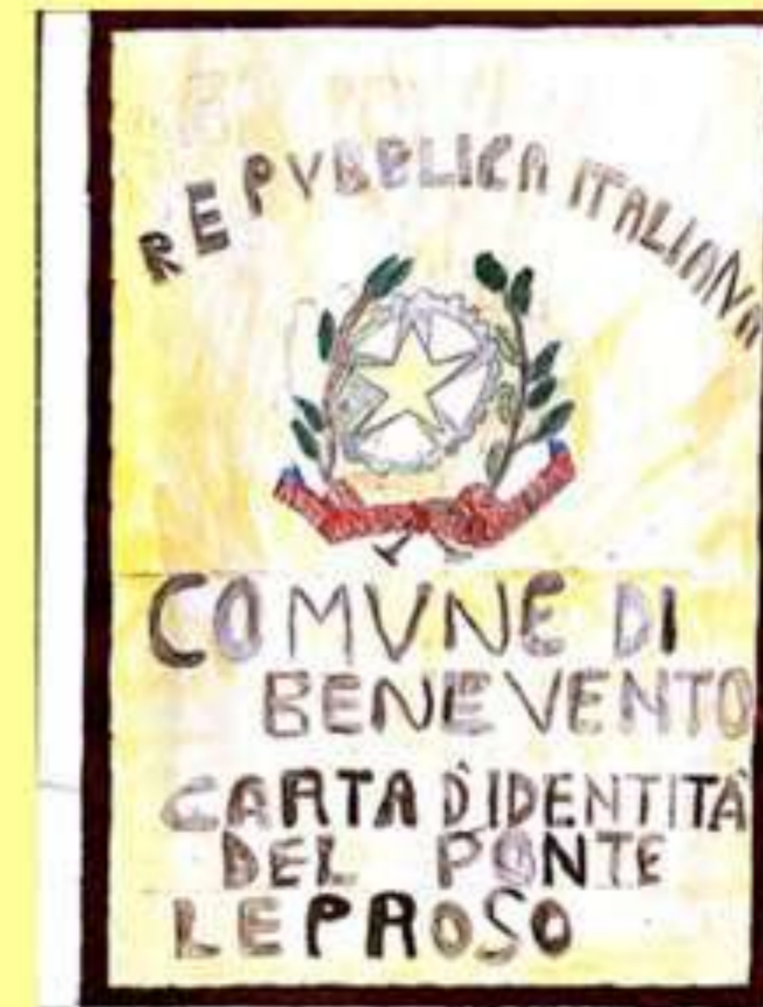 REPVBBLICA ITALIANA
COMVNE DI
BENEVENTO
CARTA D'IDENTITÀ
DEL PONTE
LEPROSO